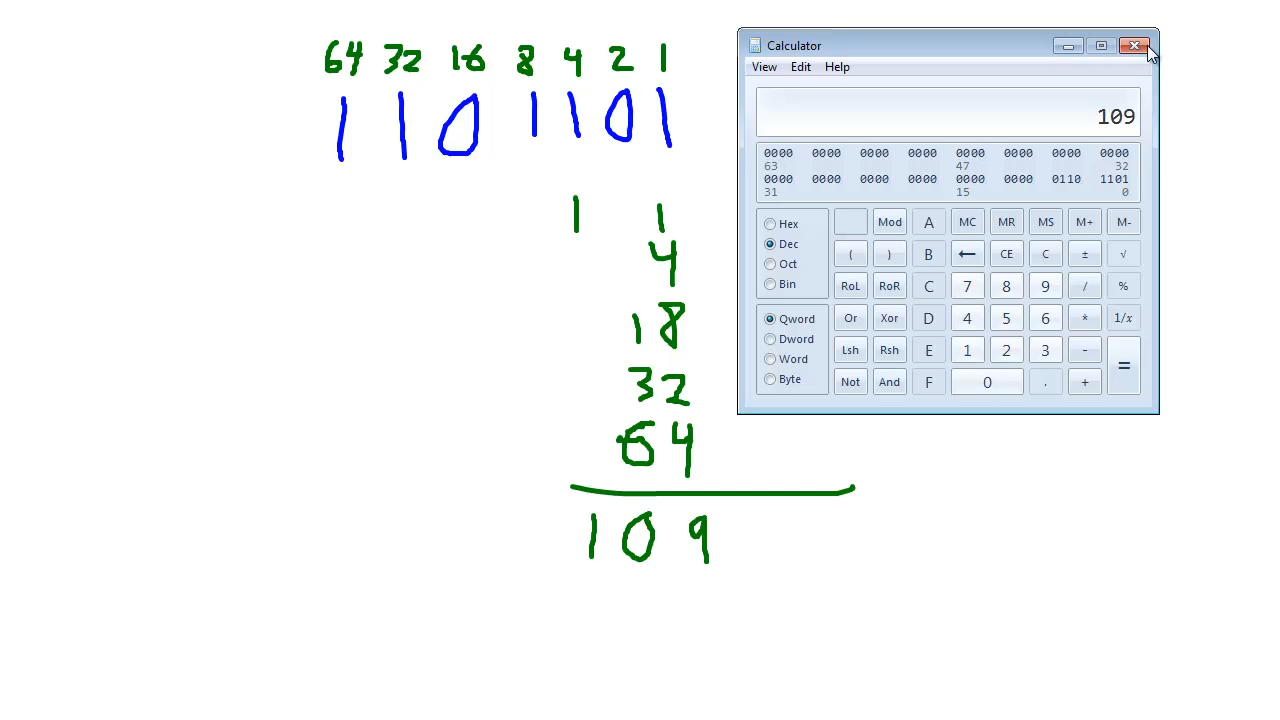 64 32 16 8 4 2 1
1 1 0 1 1 0 1
1 1
4
18
32
64
109
Calculator
View Edit Help
109
0000 0000 0000 0000 0000 0000 0000 0000
63 47 32
0000 0000 0000 0000 0000 0000 0110 1101
31 15 0
Hex Mod A MC MR MS M+ M-
Dec ( ) B ← CE C ± √
Oct
Bin RoL RoR C 7 8 9 / %
Qword Or Xor D 4 5 6 * 1/x
Dword
Word Lsh Rsh E 1 2 3 - =
Byte Not And F 0 . +